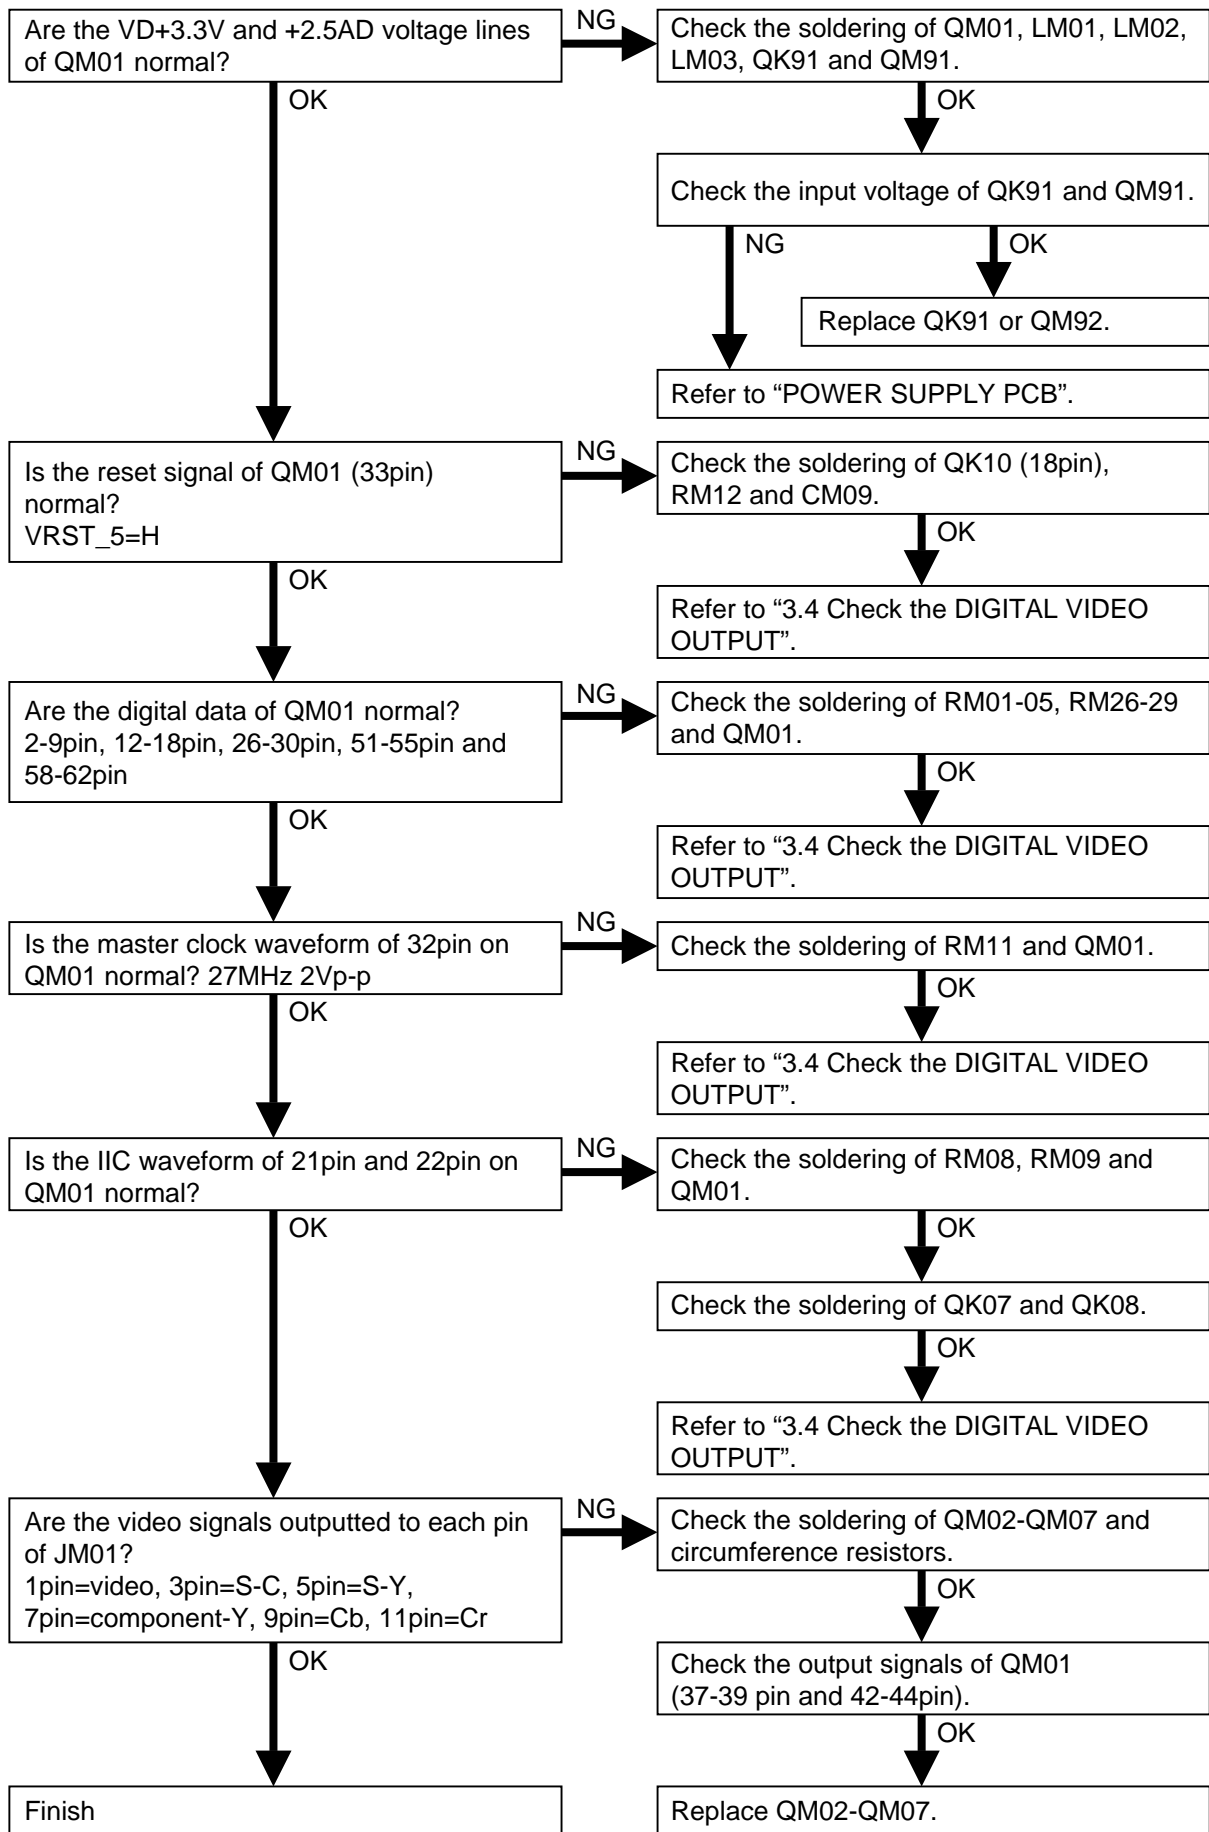 Are the VD+3.3V and +2.5AD voltage lines
of QM01 normal?
NG
Check the soldering of QM01, LM01, LM02,
LM03, QK91 and QM91.
OK
OK
Check the input voltage of QK91 and QM91.
NG
OK
Replace QK91 or QM92.
Refer to “POWER SUPPLY PCB”.
Is the reset signal of QM01 (33pin)
normal?
VRST_5=H
NG
Check the soldering of QK10 (18pin),
RM12 and CM09.
OK
OK
Refer to “3.4 Check the DIGITAL VIDEO
OUTPUT”.
Are the digital data of QM01 normal?
2-9pin, 12-18pin, 26-30pin, 51-55pin and
58-62pin
NG
Check the soldering of RM01-05, RM26-29
and QM01.
OK
OK
Refer to “3.4 Check the DIGITAL VIDEO
OUTPUT”.
Is the master clock waveform of 32pin on
QM01 normal? 27MHz 2Vp-p
NG
Check the soldering of RM11 and QM01.
OK
OK
Refer to “3.4 Check the DIGITAL VIDEO
OUTPUT”.
Is the IIC waveform of 21pin and 22pin on
QM01 normal?
NG
Check the soldering of RM08, RM09 and
QM01.
OK
OK
Check the soldering of QK07 and QK08.
OK
Refer to “3.4 Check the DIGITAL VIDEO
OUTPUT”.
Are the video signals outputted to each pin
of JM01?
1pin=video, 3pin=S-C, 5pin=S-Y,
7pin=component-Y, 9pin=Cb, 11pin=Cr
NG
Check the soldering of QM02-QM07 and
circumference resistors.
OK
OK
Check the output signals of QM01
(37-39 pin and 42-44pin).
OK
Finish
Replace QM02-QM07.